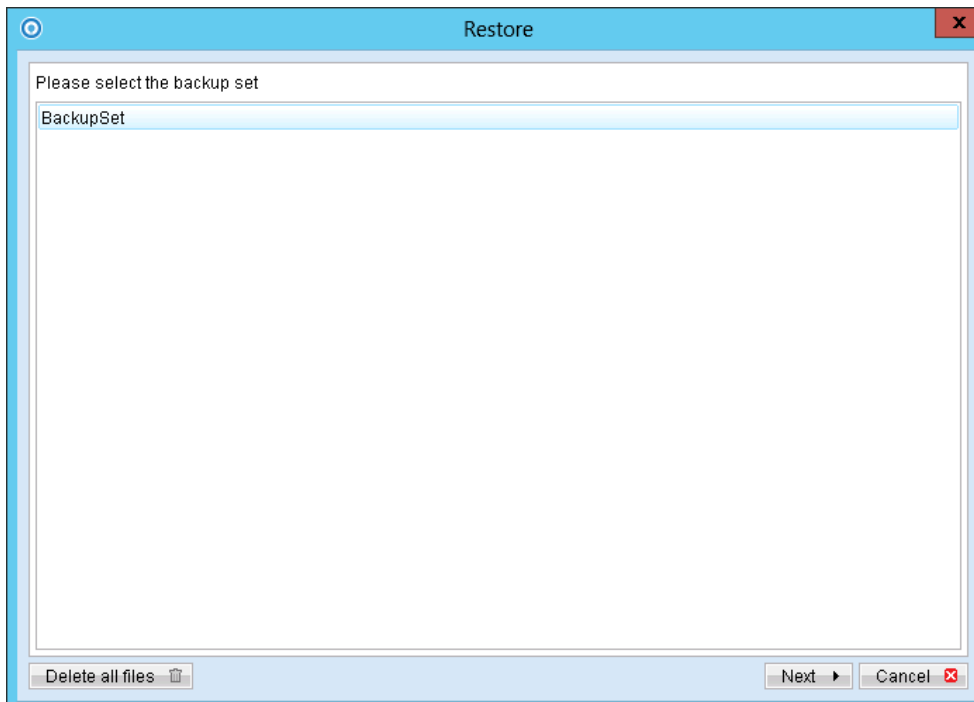 Restore
x
Please select the backup set
BackupSet
Delete all files
Next
Cancel